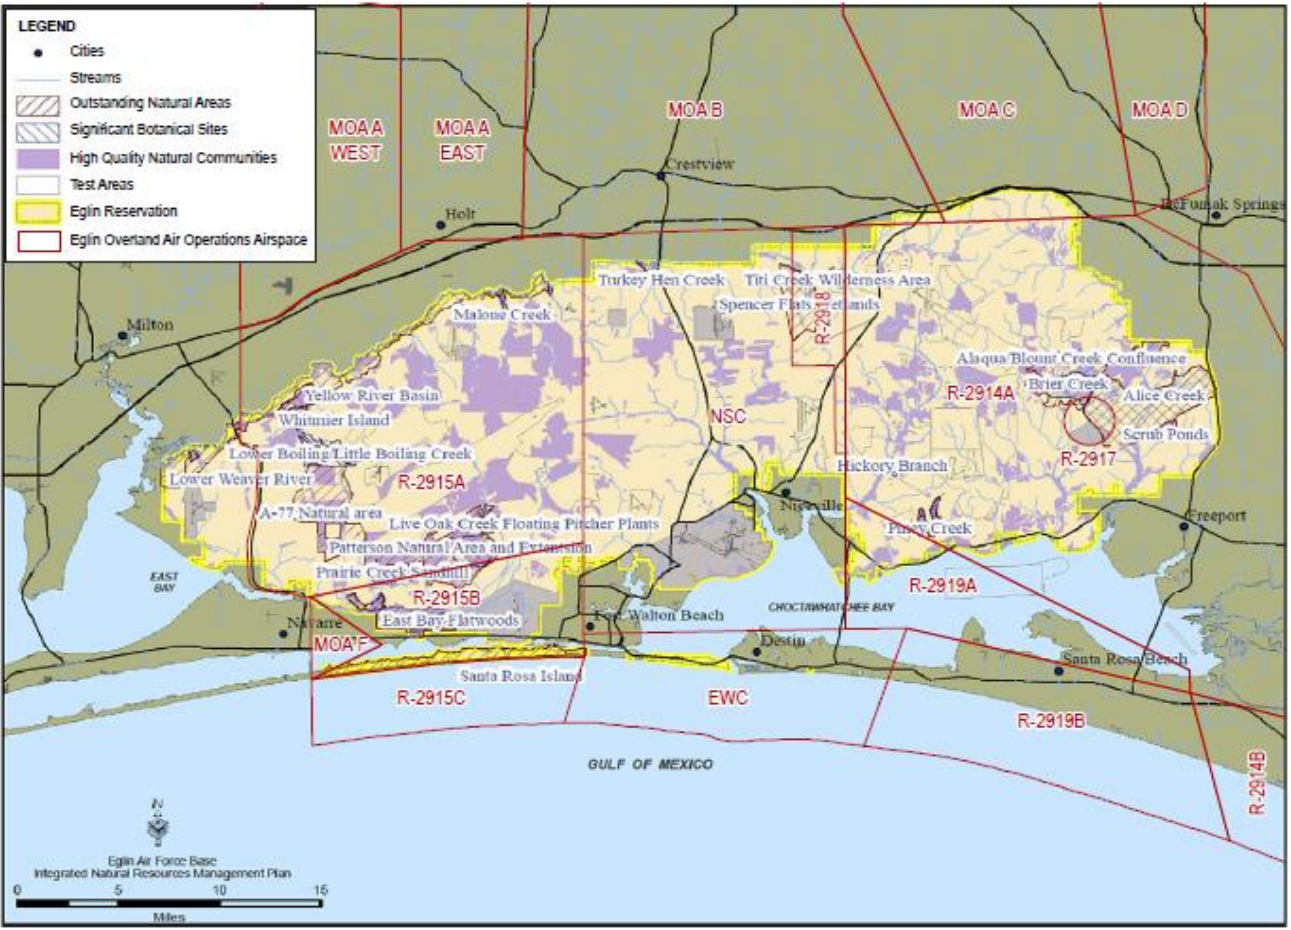 LEGEND
Cities
Streams
Outstanding Natural Areas
Significant Botanical Sites
High Quality Natural Communities
Test Areas
Eglin Reservation
Eglin Overland Air Operations Airspace
MOA A
WEST
MOA A
EAST
MOA B
MOA C
MOA D
Crestview
Holt
DeFuniak Springs
Milton
Turkey Hen Creek
Titi Creek Wilderness Area
Spencer Flats Wetlands
R-2918
Malone Creek
Alaqua/Blount Creek Confluence
Brier Creek
Alice Creek
R-2914A
Yellow River Basin
Whitmier Island
NSC
Scrub Ponds
Lower Boiling/Little Boiling Creek
R-2917
Hickory Branch
Lower Weaver River
R-2915A
Niceville
A-77 Natural area
Live Oak Creek Floating Pitcher Plants
Piney Creek
Freeport
Patterson Natural Area and Extension
Prairie Creek Sandhill
EAST
BAY
R-2915B
R-2919A
CHOCTAWHATCHEE BAY
Navarre
East Bay Flatwoods
Fort Walton Beach
MOA F
Destin
Santa Rosa Beach
Santa Rosa Island
R-2915C
EWC
R-2919B
GULF OF MEXICO
R-2914B
N
Eglin Air Force Base
Integrated Natural Resources Management Plan
0 5 10 15
Miles